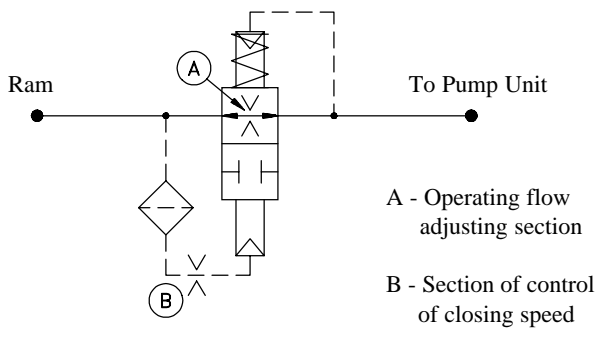 A
Ram
To Pump Unit
A - Operating flow
adjusting section
B
B - Section of control
of closing speed